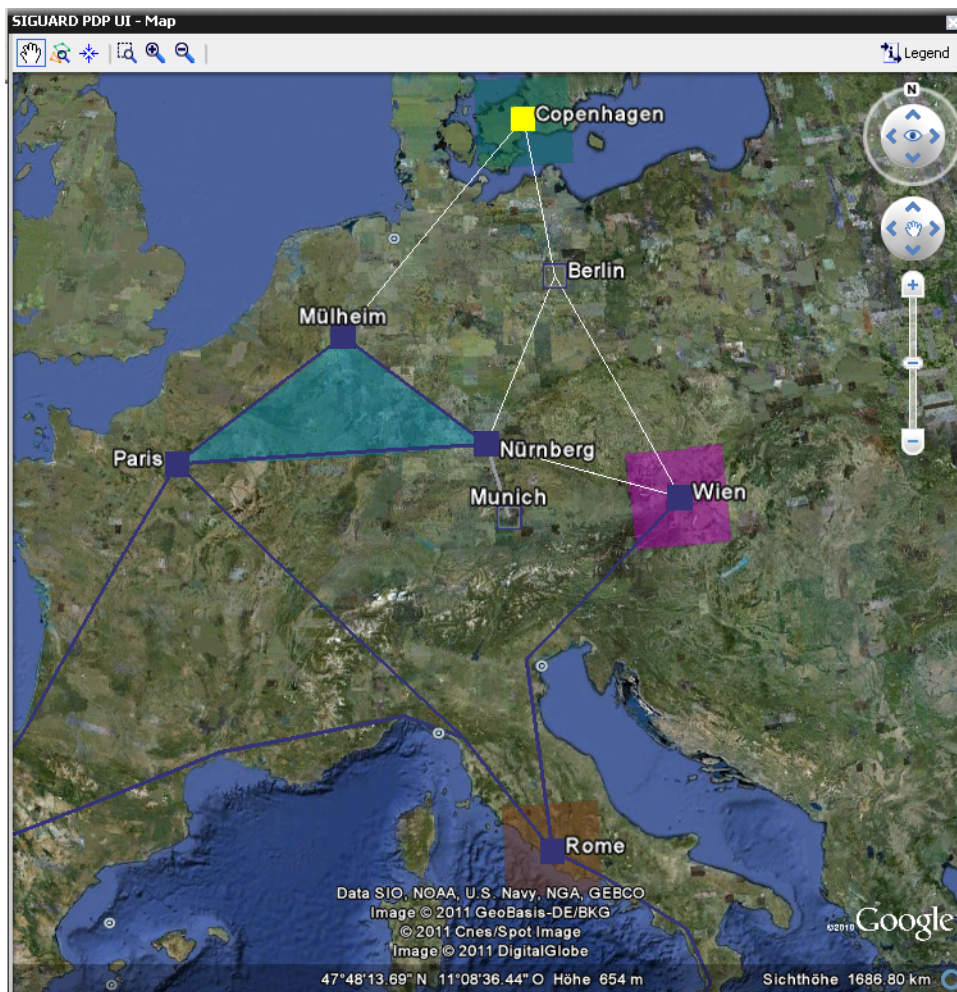 SIGUARD PDP UI - Map
Legend
N
Copenhagen
Berlin
Mülheim
Nürnberg
Paris
Munich
Wien
Rome
Data SIO, NOAA, U.S. Navy, NGA, GEBCO
Image © 2011 GeoBasis-DE/BKG
© 2011 Cnes/Spot Image
Image © 2011 DigitalGlobe
©2010 Google
47°48'13.69" N 11°08'36.44" O Höhe 654 m Sichthöhe 1686.80 km